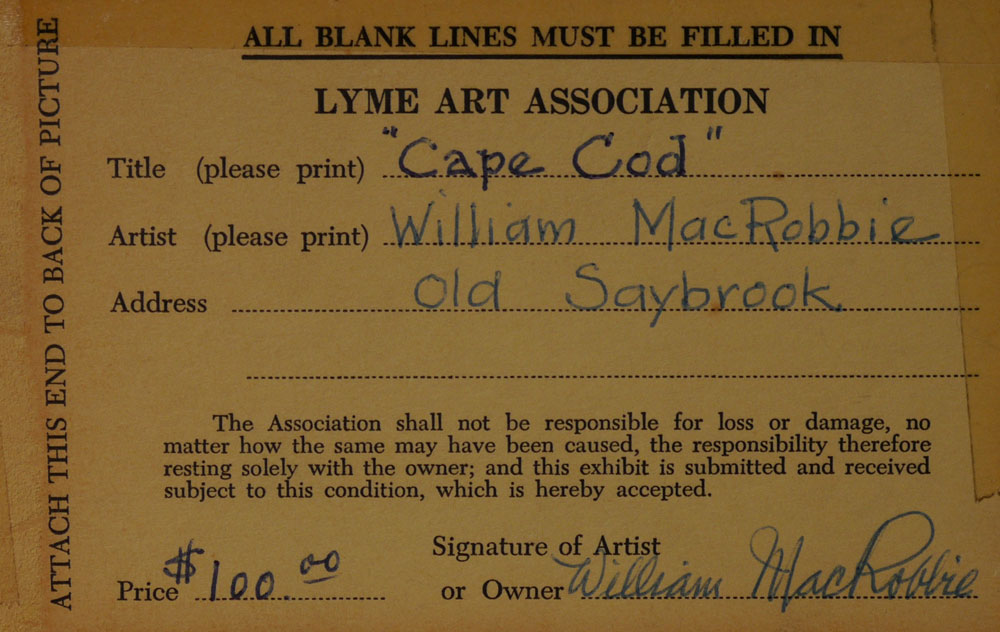 ALL BLANK LINES MUST BE FILLED IN
LYME ART ASSOCIATION
Title (please print) "Cape Cod"
Artist (please print) William MacRobbie
Address Old Saybrook.
The Association shall not be responsible for loss or damage, no
matter how the same may have been caused, the responsibility therefore
resting solely with the owner; and this exhibit is submitted and received
subject to this condition, which is hereby accepted.
Signature of Artist
Price $100.00 or Owner William MacRobbie
ATTACH THIS END TO BACK OF PICTURE